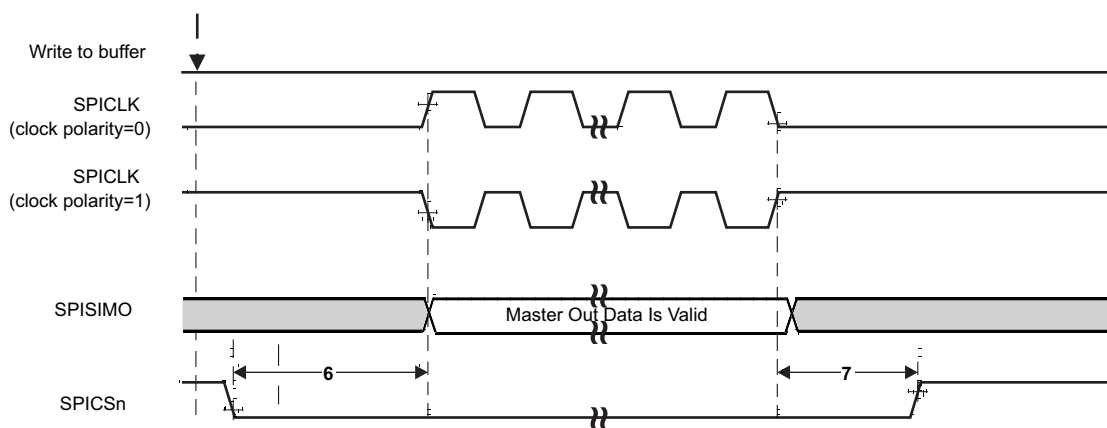 Write to buffer
SPICLK
(clock polarity=0)
SPICLK
(clock polarity=1)
SPISIMO
Master Out Data Is Valid
6
7
SPICSn